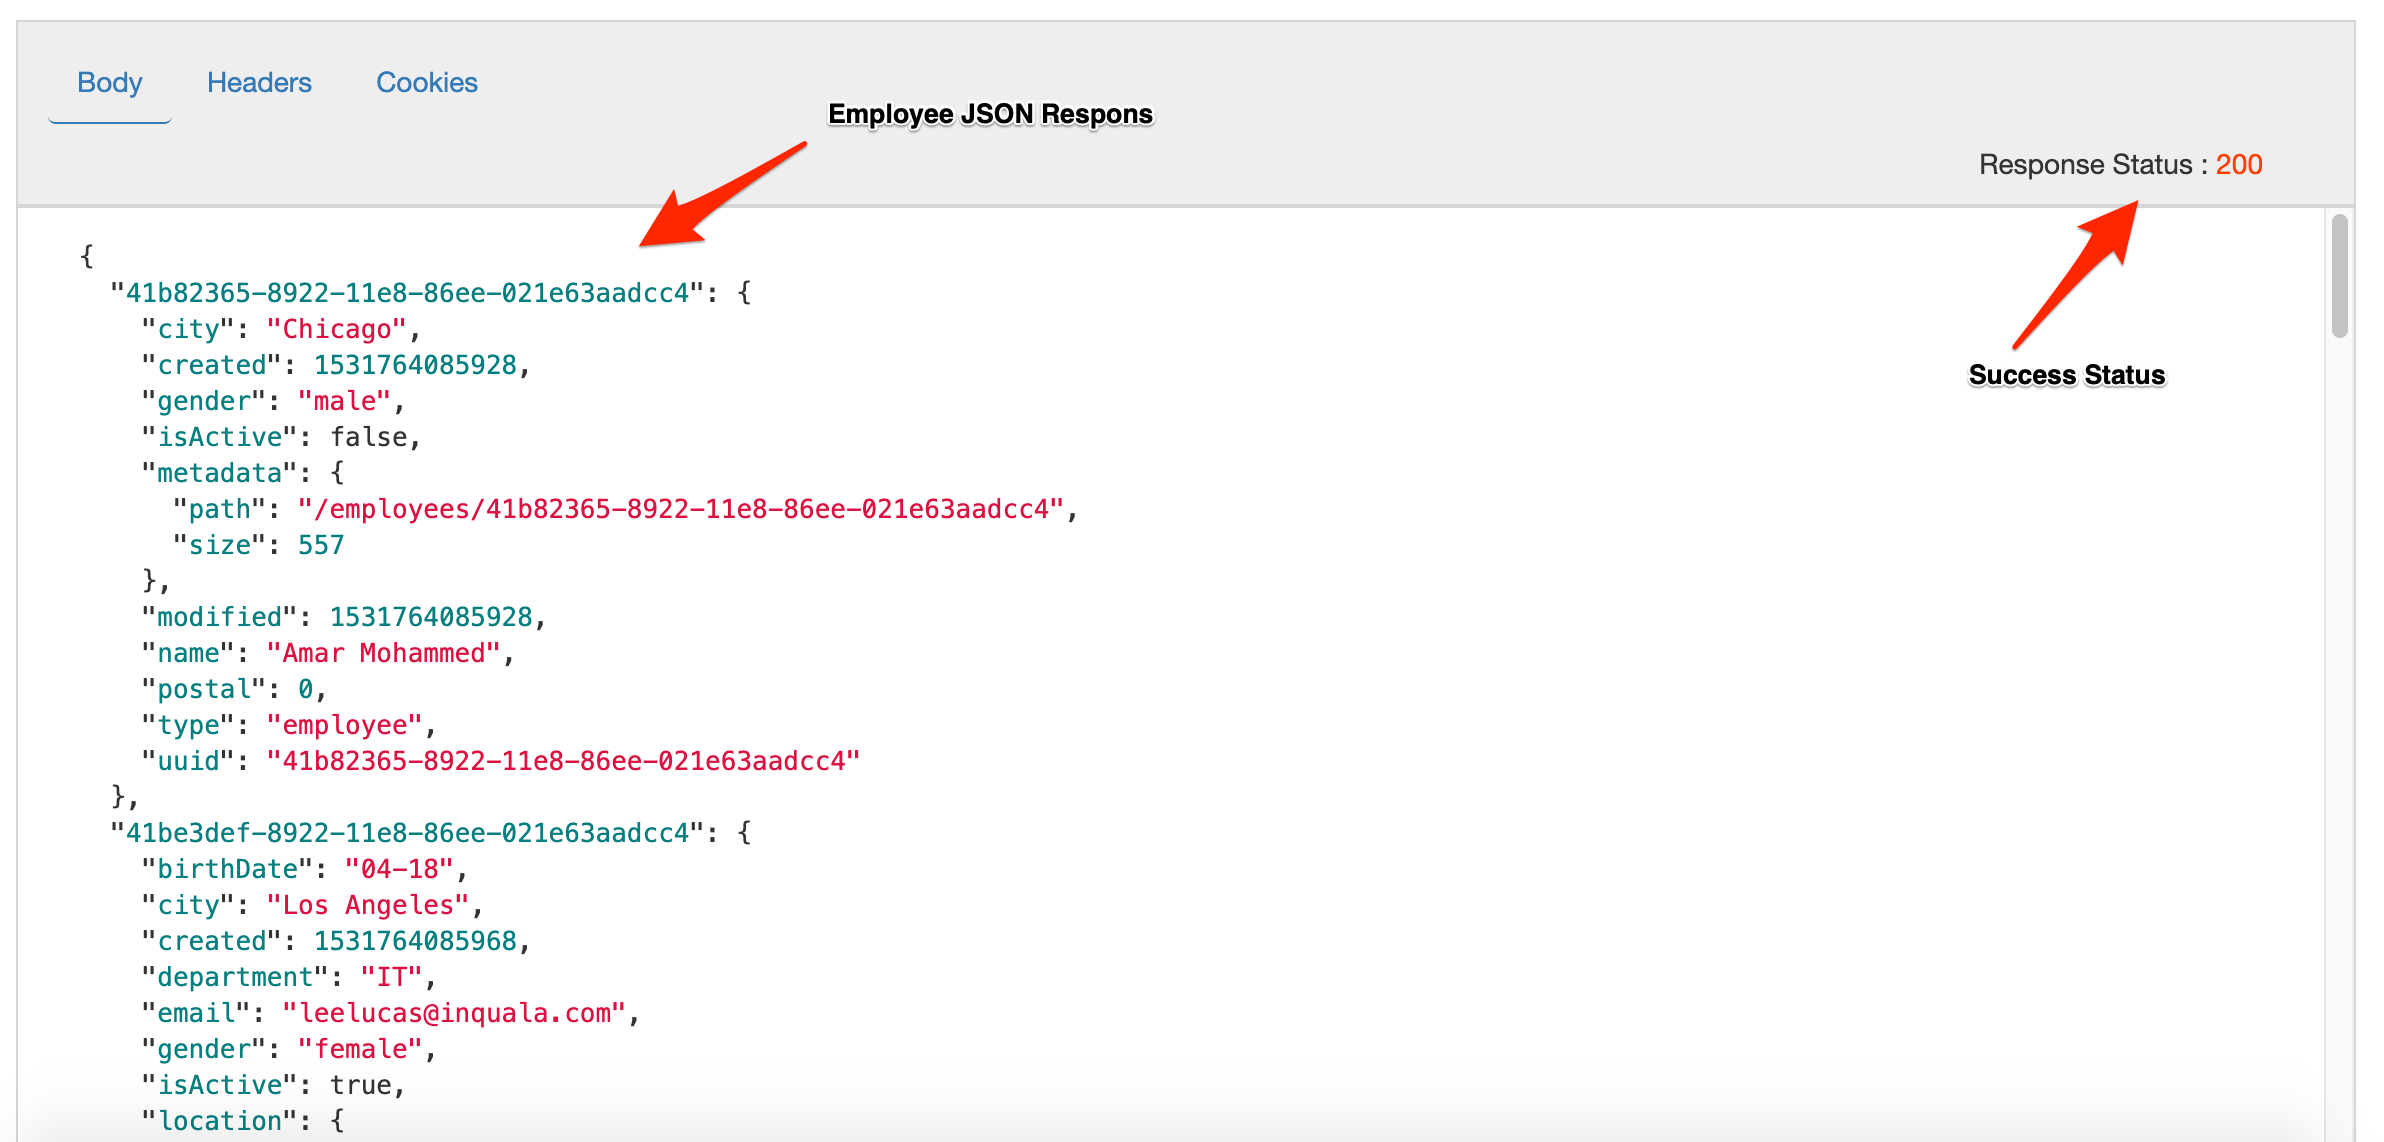 Body Headers Cookies
Employee JSON Respons
Response Status : 200
Success Status
{
  "41b82365-8922-11e8-86ee-021e63aadcc4": {
    "city": "Chicago",
    "created": 1531764085928,
    "gender": "male",
    "isActive": false,
    "metadata": {
      "path": "/employees/41b82365-8922-11e8-86ee-021e63aadcc4",
      "size": 557
    },
    "modified": 1531764085928,
    "name": "Amar Mohammed",
    "postal": 0,
    "type": "employee",
    "uuid": "41b82365-8922-11e8-86ee-021e63aadcc4"
  },
  "41be3def-8922-11e8-86ee-021e63aadcc4": {
    "birthDate": "04-18",
    "city": "Los Angeles",
    "created": 1531764085968,
    "department": "IT",
    "email": "leelucas@inquala.com",
    "gender": "female",
    "isActive": true,
    "location": {